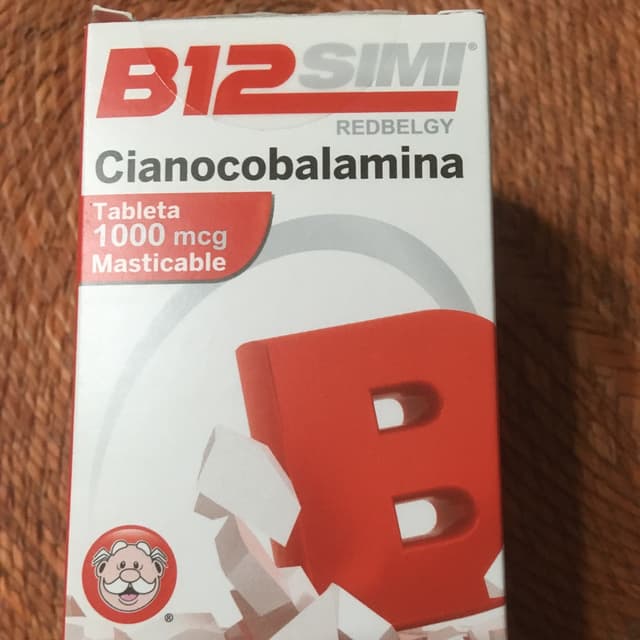 B12SIMI®
REDBELGY
Cianocobalamina
Tableta
1000 mcg
Masticable
B
®